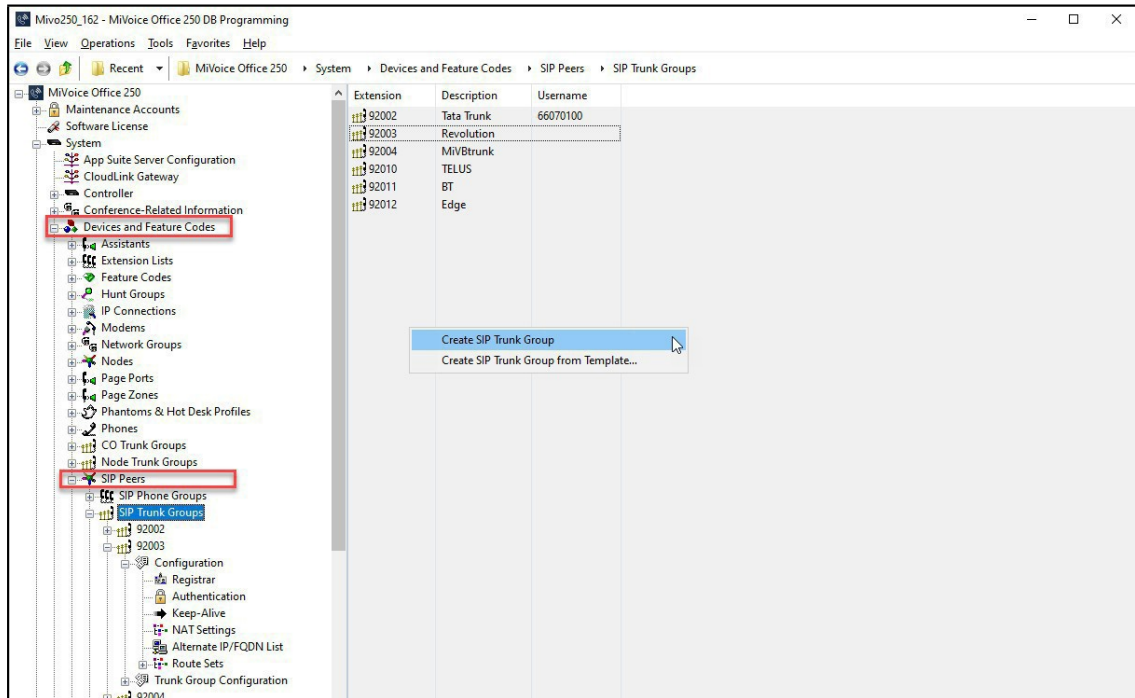 Mivo250_162 - MiVoice Office 250 DB Programming
File View Operations Tools Favorites Help
Recent MiVoice Office 250 System Devices and Feature Codes SIP Peers SIP Trunk Groups
MiVoice Office 250
Maintenance Accounts
Software License
System
App Suite Server Configuration
CloudLink Gateway
Controller
Conference-Related Information
Devices and Feature Codes
Assistants
Extension Lists
Feature Codes
Hunt Groups
IP Connections
Modems
Network Groups
Nodes
Page Ports
Page Zones
Phantoms & Hot Desk Profiles
Phones
CO Trunk Groups
Node Trunk Groups
SIP Peers
SIP Phone Groups
SIP Trunk Groups
92002
92003
Configuration
Registrar
Authentication
Keep-Alive
NAT Settings
Alternate IP/FQDN List
Route Sets
Trunk Group Configuration
92004
Extension Description Username
92002 Tata Trunk 66070100
92003 Revolution
92004 MiVBtrunk
92010 TELUS
92011 BT
92012 Edge
Create SIP Trunk Group
Create SIP Trunk Group from Template...